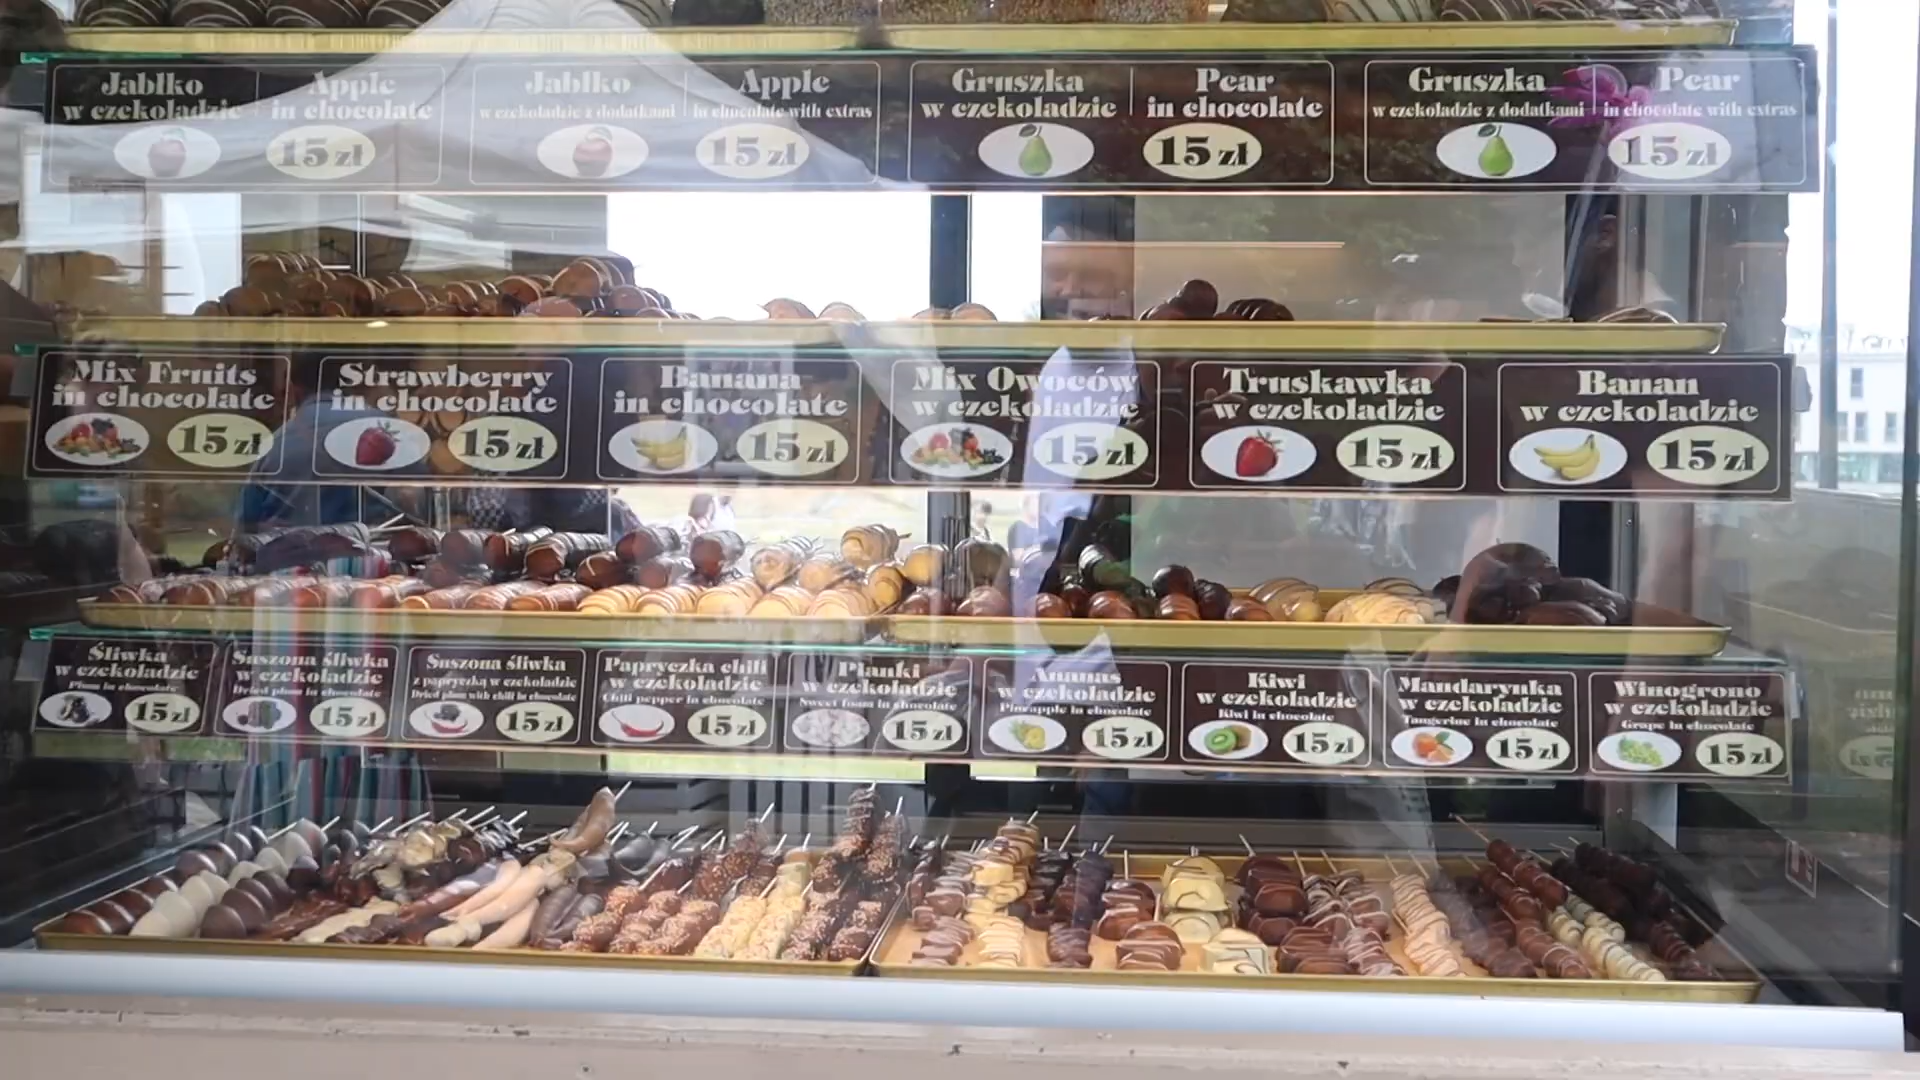 Jabłko
w czekoladzie
Apple
in chocolate
15 zł
Jabłko
w czekoladzie z dodatkami
Apple
in chocolate with extras
15 zł
Gruszka
w czekoladzie
Pear
in chocolate
15 zł
Gruszka
w czekoladzie z dodatkami
Pear
in chocolate with extras
15 zł
Mix Fruits
in chocolate
15 zł
Strawberry
in chocolate
15 zł
Banana
in chocolate
15 zł
Mix Owoców
w czekoladzie
15 zł
Truskawka
w czekoladzie
15 zł
Banan
w czekoladzie
15 zł
Śliwka
w czekoladzie
Plum in chocolate
15 zł
Suszona śliwka
w czekoladzie
Dried plum in chocolate
15 zł
Suszona śliwka
z papryczką w czekoladzie
Dried plum with chili in chocolate
15 zł
Papryczka chili
w czekoladzie
Chili pepper in chocolate
15 zł
Pianki
w czekoladzie
Sweet foam in chocolate
15 zł
Ananas
w czekoladzie
Pineapple in chocolate
15 zł
Kiwi
w czekoladzie
Kiwi in chocolate
15 zł
Mandarynka
w czekoladzie
Tangerine in chocolate
15 zł
Winogrono
w czekoladzie
Grape in chocolate
15 zł